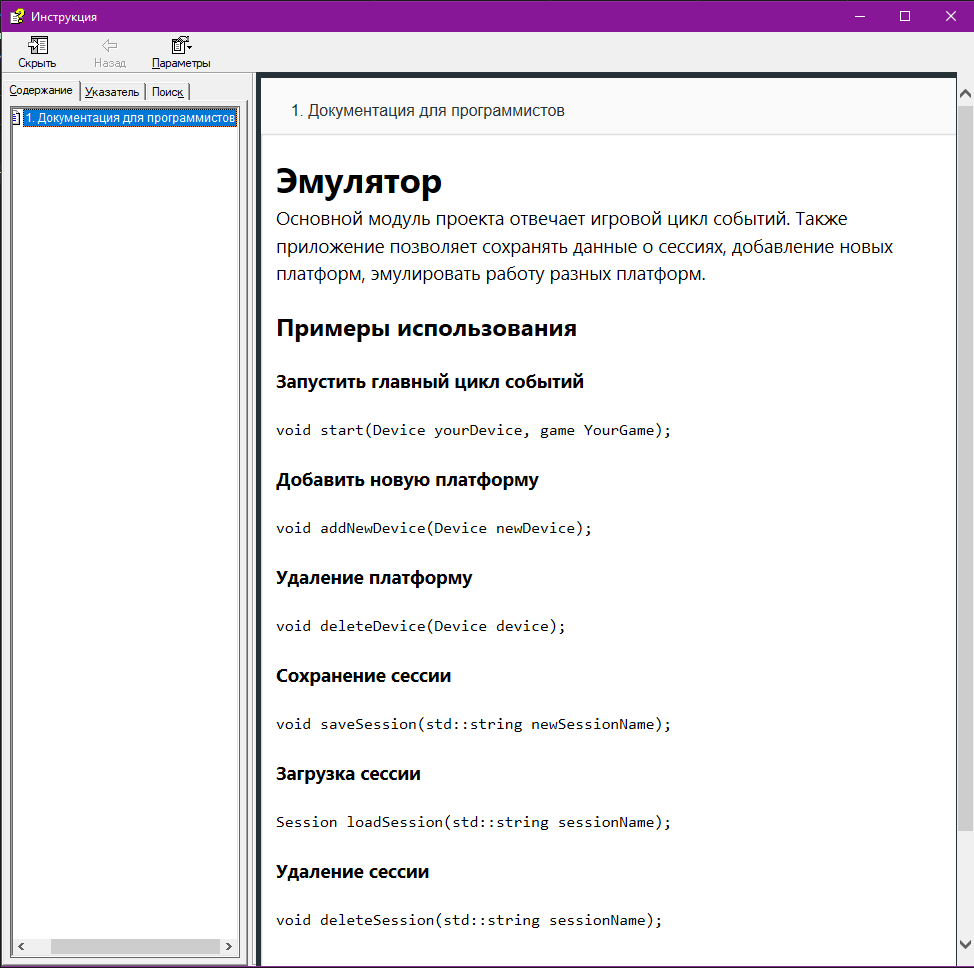 Инструкция
Скрыть
Назад
Параметры
Содержание
Указатель
Поиск
1. Документация для программистов
1. Документация для программистов
Эмулятор
Основной модуль проекта отвечает игровой цикл событий. Также
приложение позволяет сохранять данные о сессиях, добавление новых
платформ, эмулировать работу разных платформ.
Примеры использования
Запустить главный цикл событий
void start(Device yourDevice, game YourGame);
Добавить новую платформу
void addNewDevice(Device newDevice);
Удаление платформу
void deleteDevice(Device device);
Сохранение сессии
void saveSession(std::string newSessionName);
Загрузка сессии
Session loadSession(std::string sessionName);
Удаление сессии
void deleteSession(std::string sessionName);